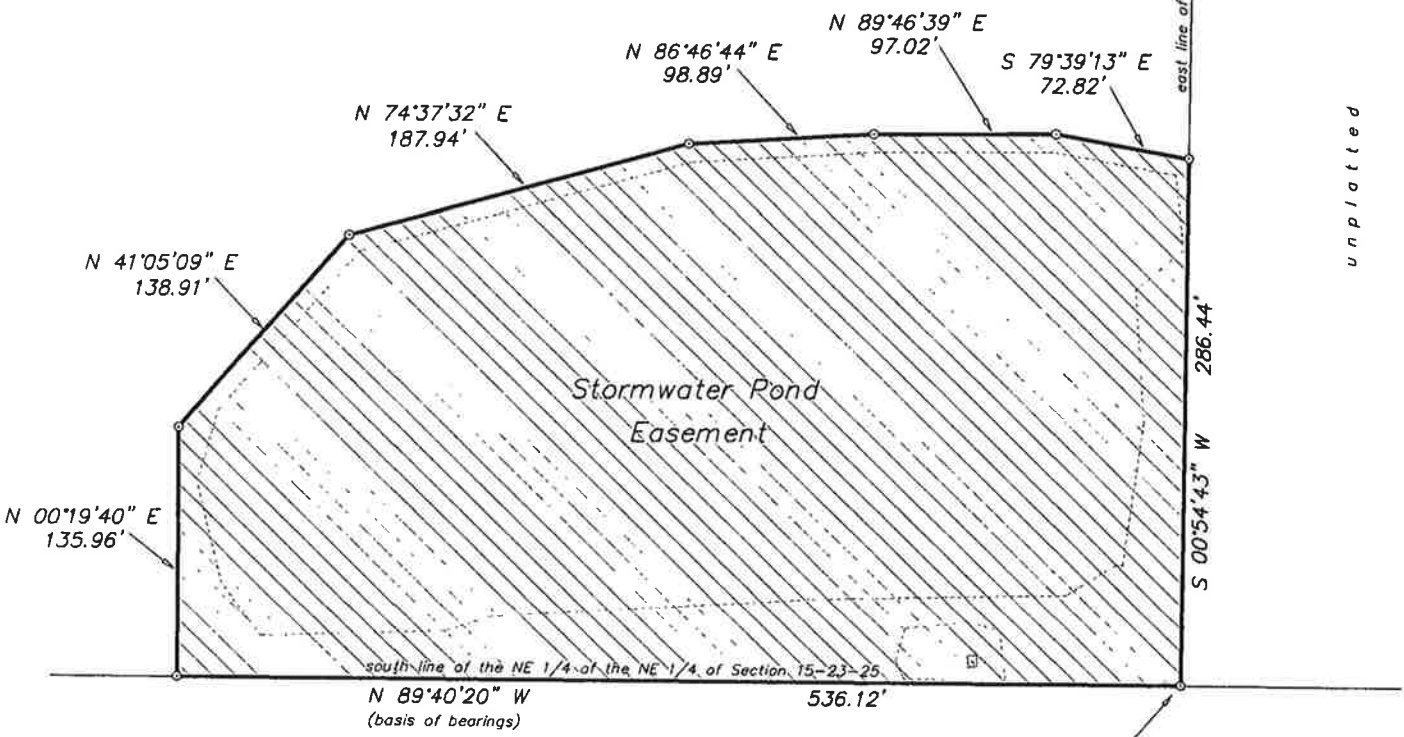 east line of
N 89°46'39" E
97.02'
N 86°46'44" E
98.89'
S 79°39'13" E
72.82'
N 74°37'32" E
187.94'
unplatted
N 41°05'09" E
138.91'
286.44'
S 00°54'43" W
Stormwater Pond
Easement
N 00°19'40" E
135.96'
south line of the NE 1/4 of the NE 1/4 of Section 15-23-25
N 89°40'20" W
536.12'
(basis of bearings)